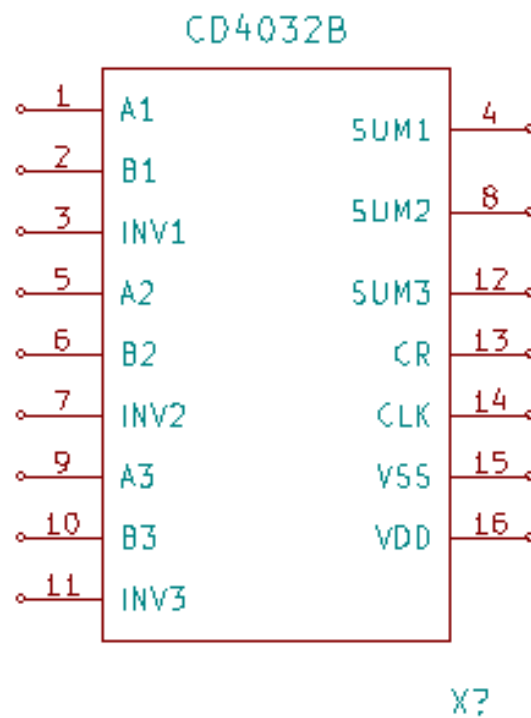 CD4032B
1 A1
SUM1 4
2 B1
SUM2 8
3 INV1
5 A2
SUM3 12
6 B2
CR 13
7 INV2
CLK 14
9 A3
VSS 15
10 B3
VDD 16
11 INV3
X?